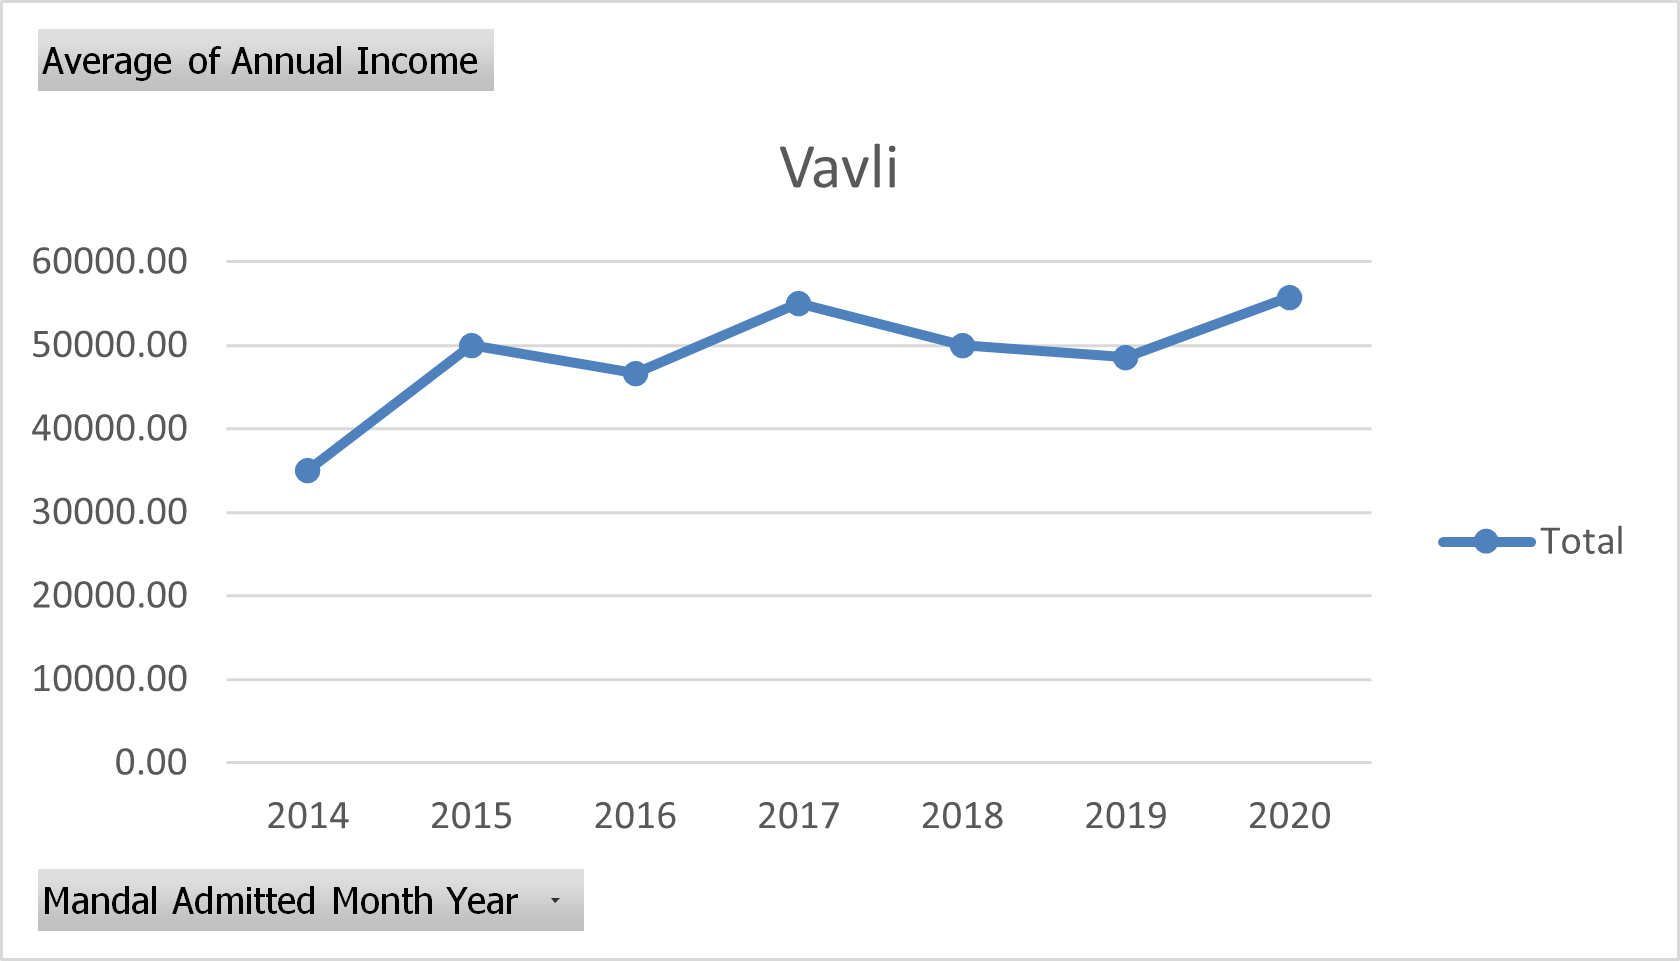 Average of Annual Income
Vavli
60000.00
50000.00
40000.00
30000.00
20000.00
10000.00
0.00
2014 2015 2016 2017 2018 2019 2020
Total
Mandal Admitted Month Year